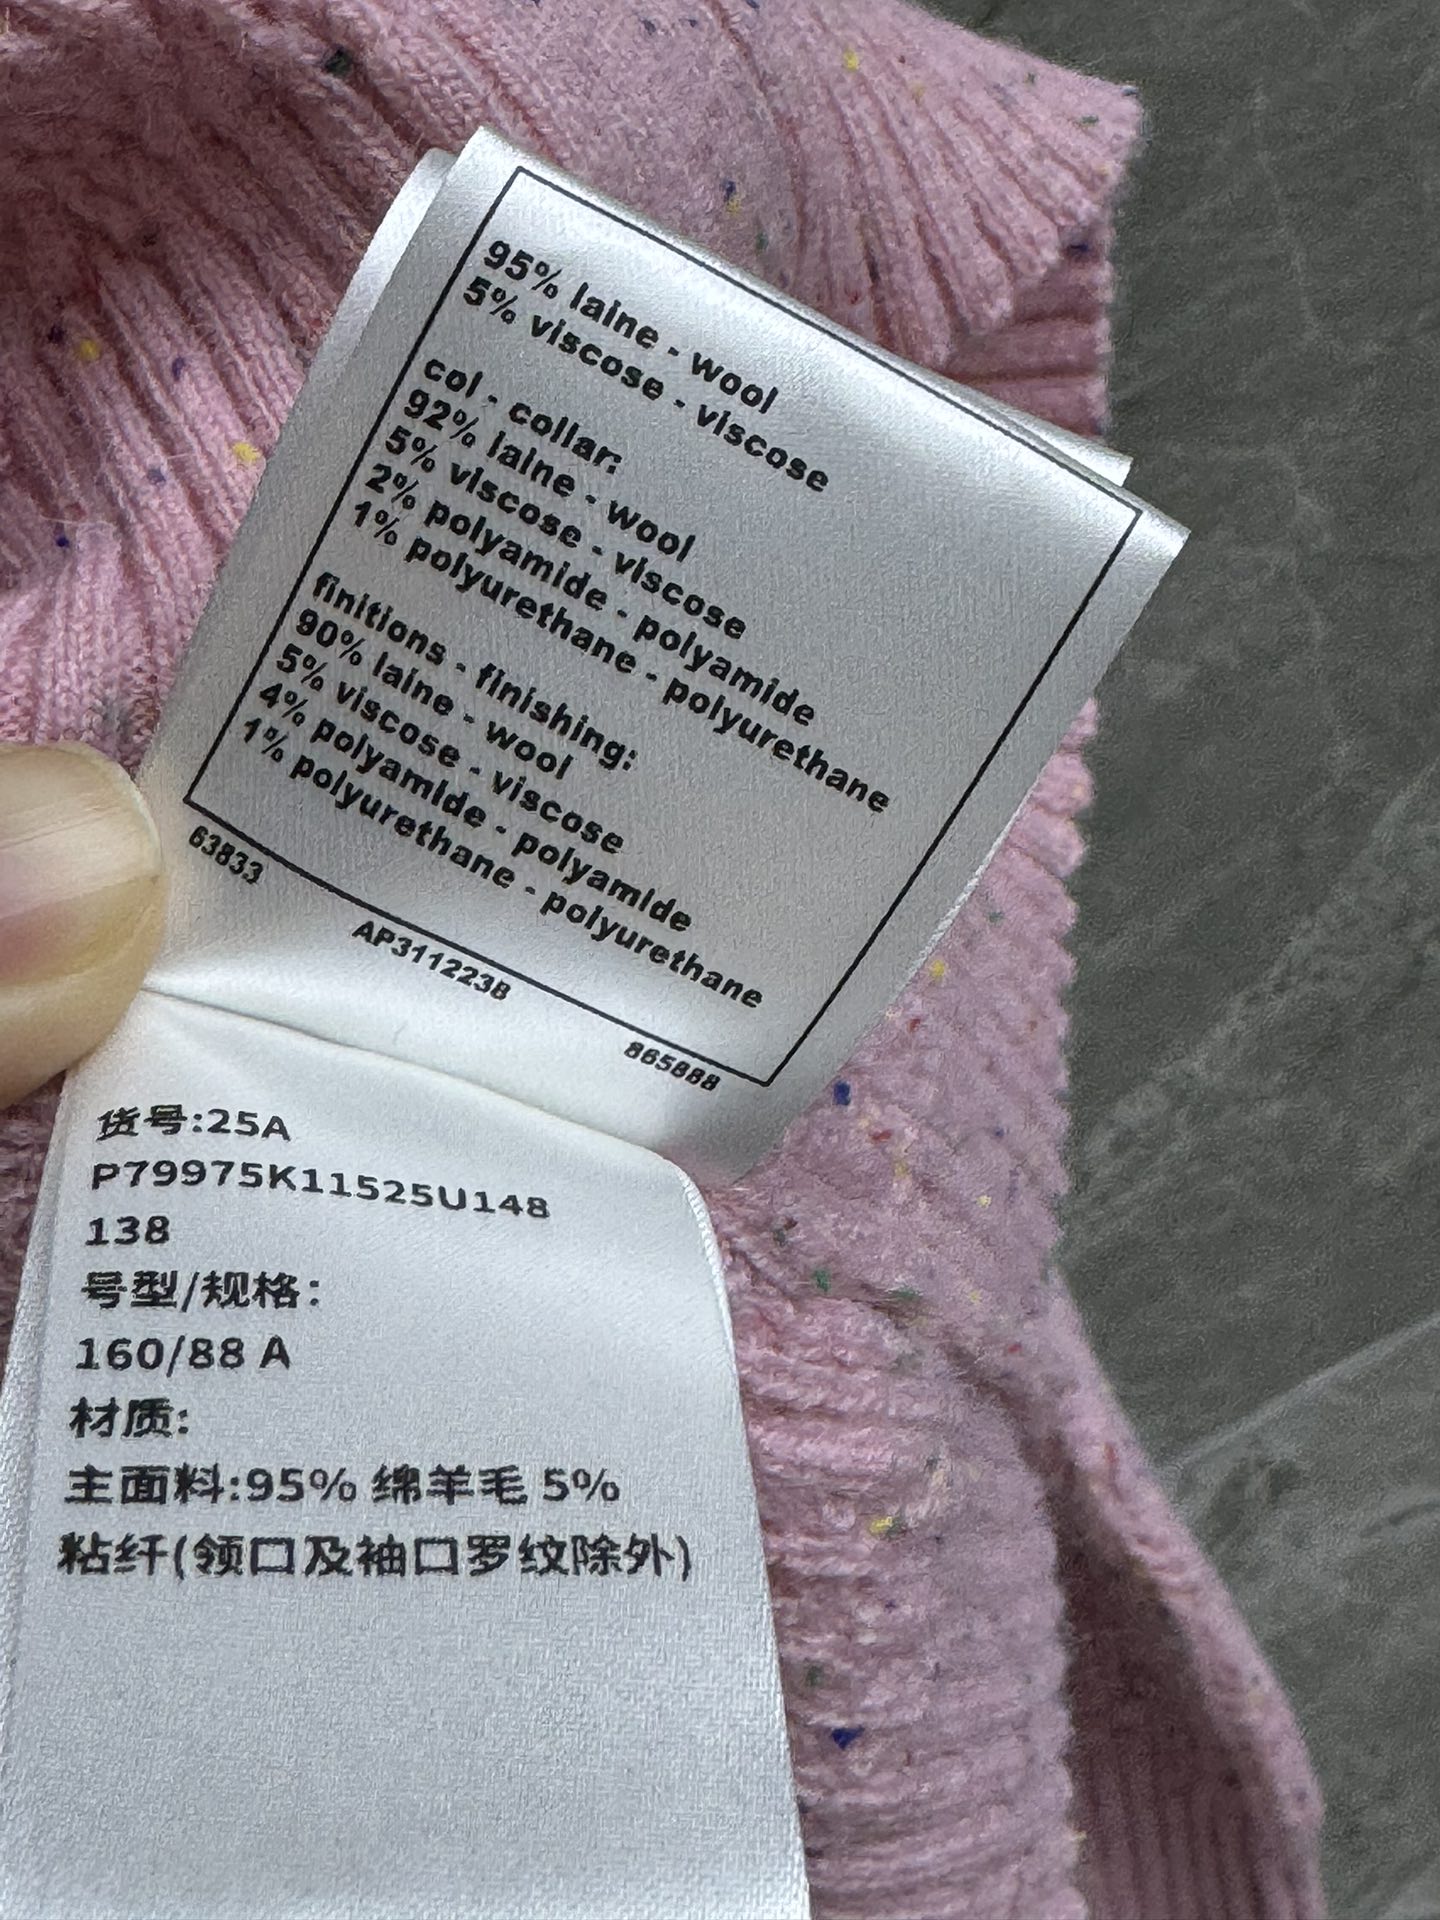 95% laine - wool
5% viscose - viscose
col - collar:
92% laine - wool
5% viscose - viscose
2% polyamide - polyamide
1% polyurethane - polyurethane
finitions - finishing:
90% laine - wool
5% viscose - viscose
4% polyamide - polyamide
1% polyurethane - polyurethane
63833
AP3112238
865888
货号:25A
P79975K11525U148
138
号型/规格:
160/88 A
材质:
主面料:95% 绵羊毛 5%
粘纤(领口及袖口罗纹除外)